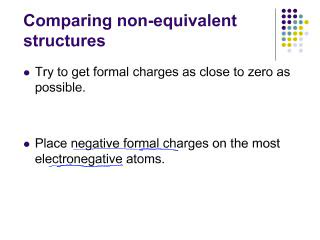 Comparing non-equivalent
structures
Try to get formal charges as close to zero as
possible.
Place negative formal charges on the most
electronegative atoms.